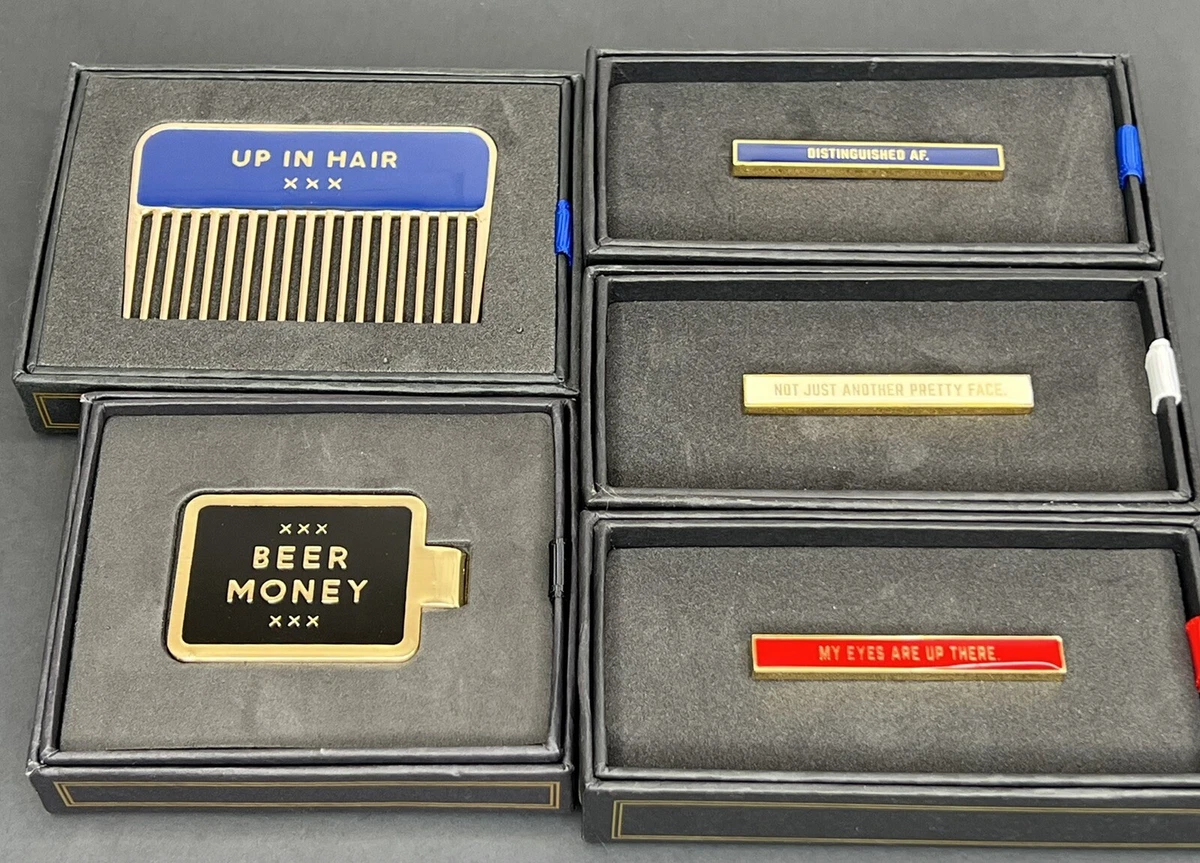 UP IN HAIR
XXX
XXX
BEER
MONEY
XXX
DISTINGUISHED AF.
NOT JUST ANOTHER PRETTY FACE.
MY EYES ARE UP THERE.